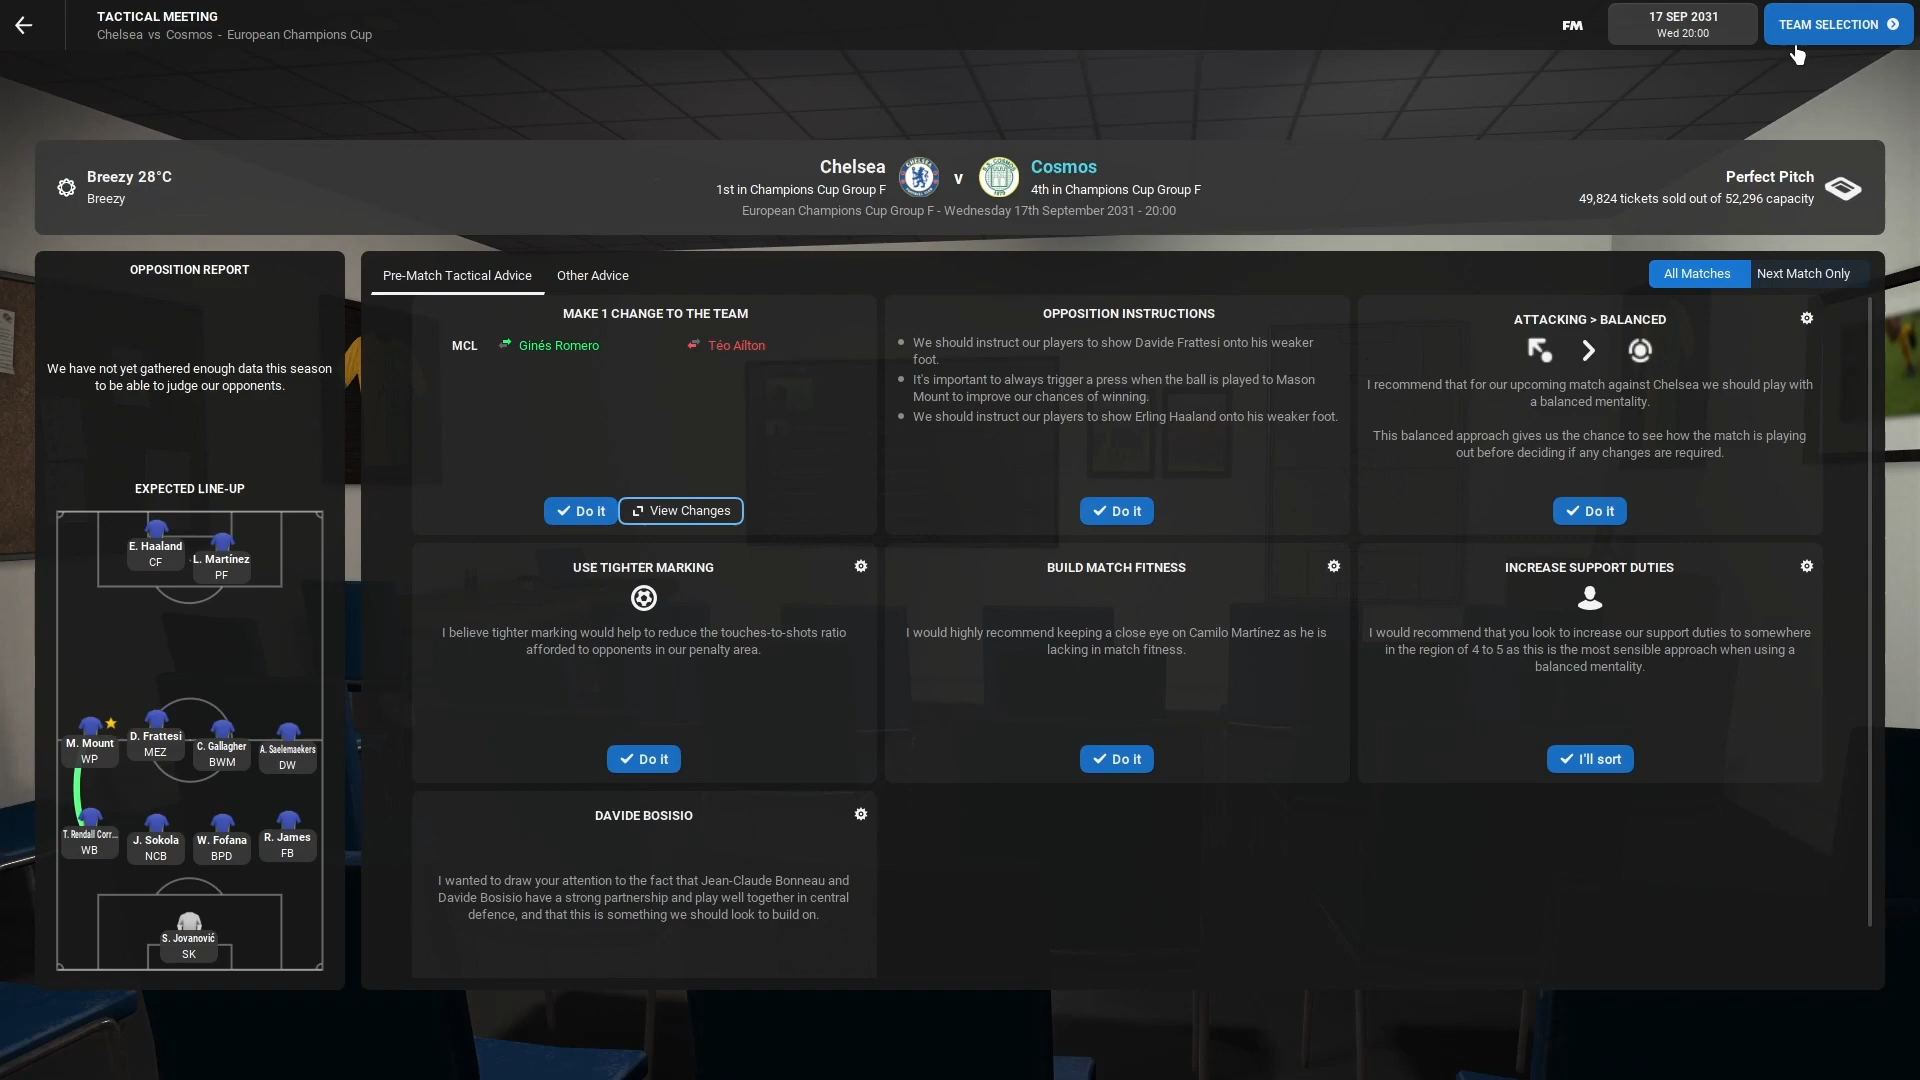 TACTICAL MEETING
Chelsea vs Cosmos - European Champions Cup
FM
17 SEP 2031
Wed 20:00
TEAM SELECTION
Breezy 28°C
Breezy
Chelsea
1st in Champions Cup Group F
v
Cosmos
4th in Champions Cup Group F
European Champions Cup Group F - Wednesday 17th September 2031 - 20:00
Perfect Pitch
49,824 tickets sold out of 52,296 capacity
OPPOSITION REPORT
We have not yet gathered enough data this season
to be able to judge our opponents.
EXPECTED LINE-UP
E. Haaland
CF
L. Martínez
PF
M. Mount
WP
D. Frattesi
MEZ
C. Gallagher
BWM
A. Saelemaekers
DW
T. Rendall Corr...
WB
J. Sokola
NCB
W. Fofana
BPD
R. James
FB
S. Jovanović
SK
Pre-Match Tactical Advice
Other Advice
All Matches
Next Match Only
MAKE 1 CHANGE TO THE TEAM
MCL Ginés Romero Téo Aílton
Do it
View Changes
OPPOSITION INSTRUCTIONS
We should instruct our players to show Davide Frattesi onto his weaker
foot.
It's important to always trigger a press when the ball is played to Mason
Mount to improve our chances of winning.
We should instruct our players to show Erling Haaland onto his weaker foot.
Do it
ATTACKING > BALANCED
I recommend that for our upcoming match against Chelsea we should play with
a balanced mentality.
This balanced approach gives us the chance to see how the match is playing
out before deciding if any changes are required.
Do it
USE TIGHTER MARKING
I believe tighter marking would help to reduce the touches-to-shots ratio
afforded to opponents in our penalty area.
Do it
BUILD MATCH FITNESS
I would highly recommend keeping a close eye on Camilo Martínez as he is
lacking in match fitness.
Do it
INCREASE SUPPORT DUTIES
I would recommend that you look to increase our support duties to somewhere
in the region of 4 to 5 as this is the most sensible approach when using a
balanced mentality.
I'll sort
DAVIDE BOSISIO
I wanted to draw your attention to the fact that Jean-Claude Bonneau and
Davide Bosisio have a strong partnership and play well together in central
defence, and that this is something we should look to build on.